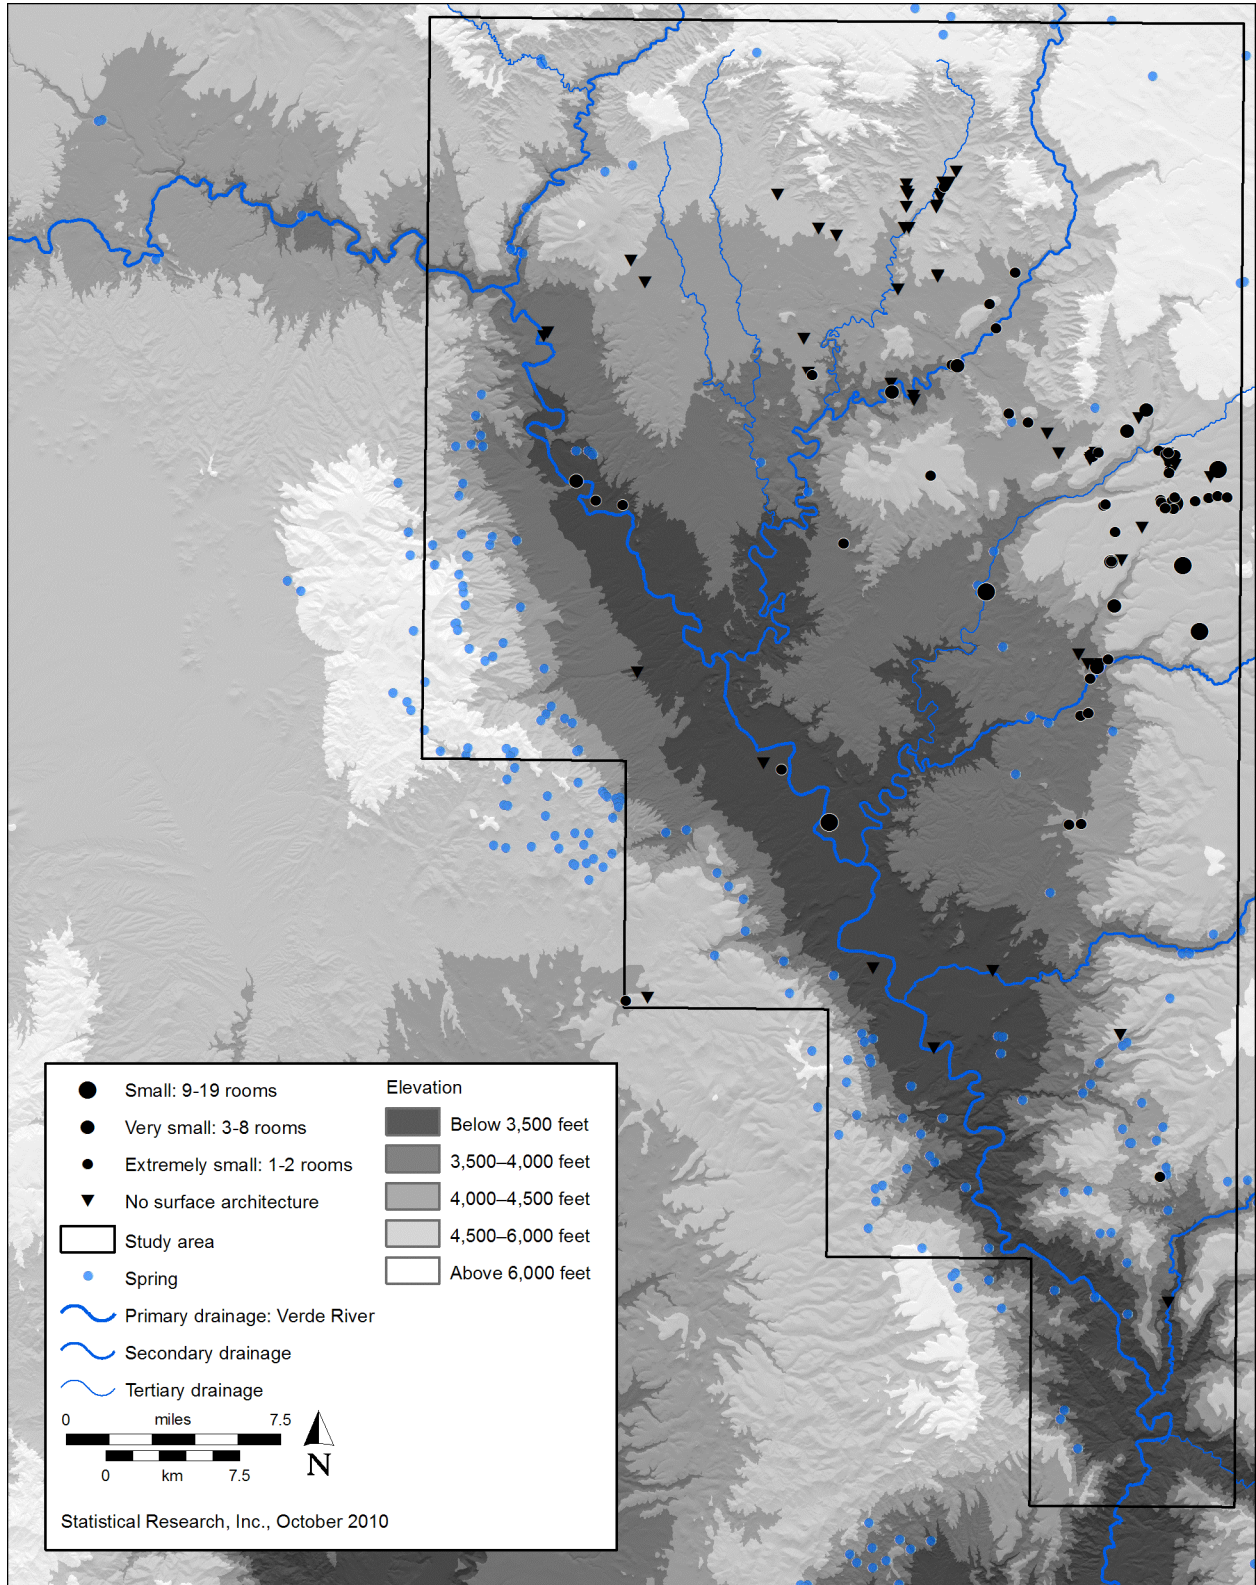 Small: 9-19 rooms
Very small: 3-8 rooms
Extremely small: 1-2 rooms
No surface architecture
Study area
Spring
Primary drainage: Verde River
Secondary drainage
Tertiary drainage
Elevation
Below 3,500 feet
3,500–4,000 feet
4,000–4,500 feet
4,500–6,000 feet
Above 6,000 feet
0 miles 7.5
0 km 7.5
N
Statistical Research, Inc., October 2010